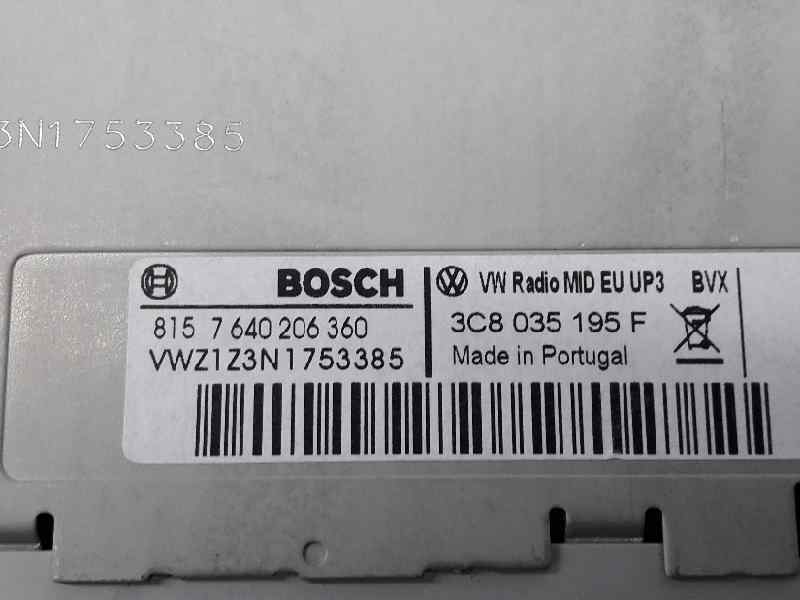 3N1753385
BOSCH
VW Radio MID EU UP3 BVX
815 7 640 206 360
3C8 035 195 F
VWZ1Z3N1753385
Made in Portugal